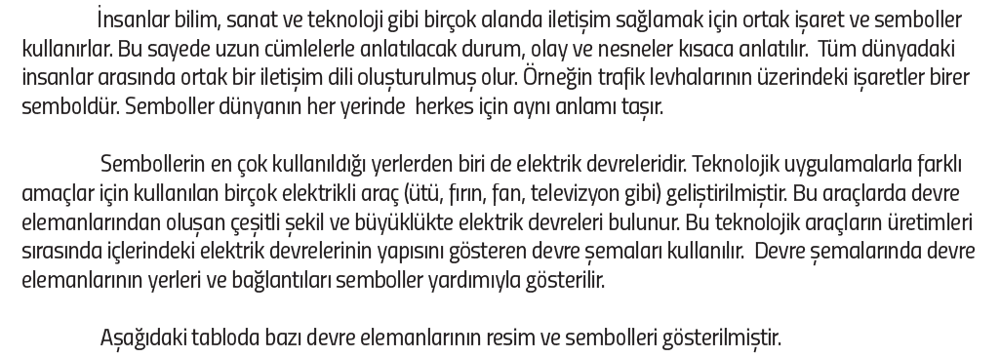 İnsanlar bilim, sanat ve teknoloji gibi birçok alanda iletişim sağlamak için ortak işaret ve semboller
kullanırlar. Bu sayede uzun cümlelerle anlatılacak durum, olay ve nesneler kısaca anlatılır. Tüm dünyadaki
insanlar arasında ortak bir iletişim dili oluşturulmuş olur. Örneğin trafik levhalarının üzerindeki işaretler birer
semboldür. Semboller dünyanın her yerinde herkes için aynı anlamı taşır.
Sembollerin en çok kullanıldığı yerlerden biri de elektrik devreleridir. Teknolojik uygulamalarla farklı
amaçlar için kullanılan birçok elektrikli araç (ütü, fırın, fan, televizyon gibi) geliştirilmiştir. Bu araçlarda devre
elemanlarından oluşan çeşitli şekil ve büyüklükte elektrik devreleri bulunur. Bu teknolojik araçların üretimleri
sırasında içlerindeki elektrik devrelerinin yapısını gösteren devre şemaları kullanılır. Devre şemalarında devre
elemanlarının yerleri ve bağlantıları semboller yardımıyla gösterilir.
Aşağıdaki tabloda bazı devre elemanlarının resim ve sembolleri gösterilmiştir.